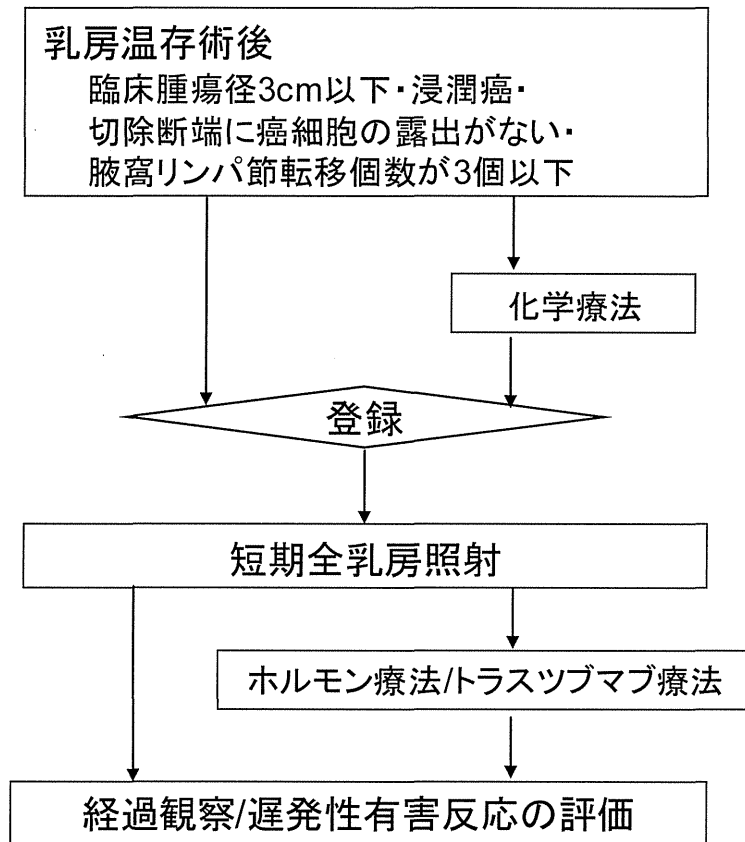 乳房温存術後
臨床腫瘍径3cm以下・浸潤癌・
切除断端に癌細胞の露出がない・
腋窩リンパ節転移個数が3個以下
化学療法
登録
短期全乳房照射
ホルモン療法/トラスツブマブ療法
経過観察/遅発性有害反応の評価